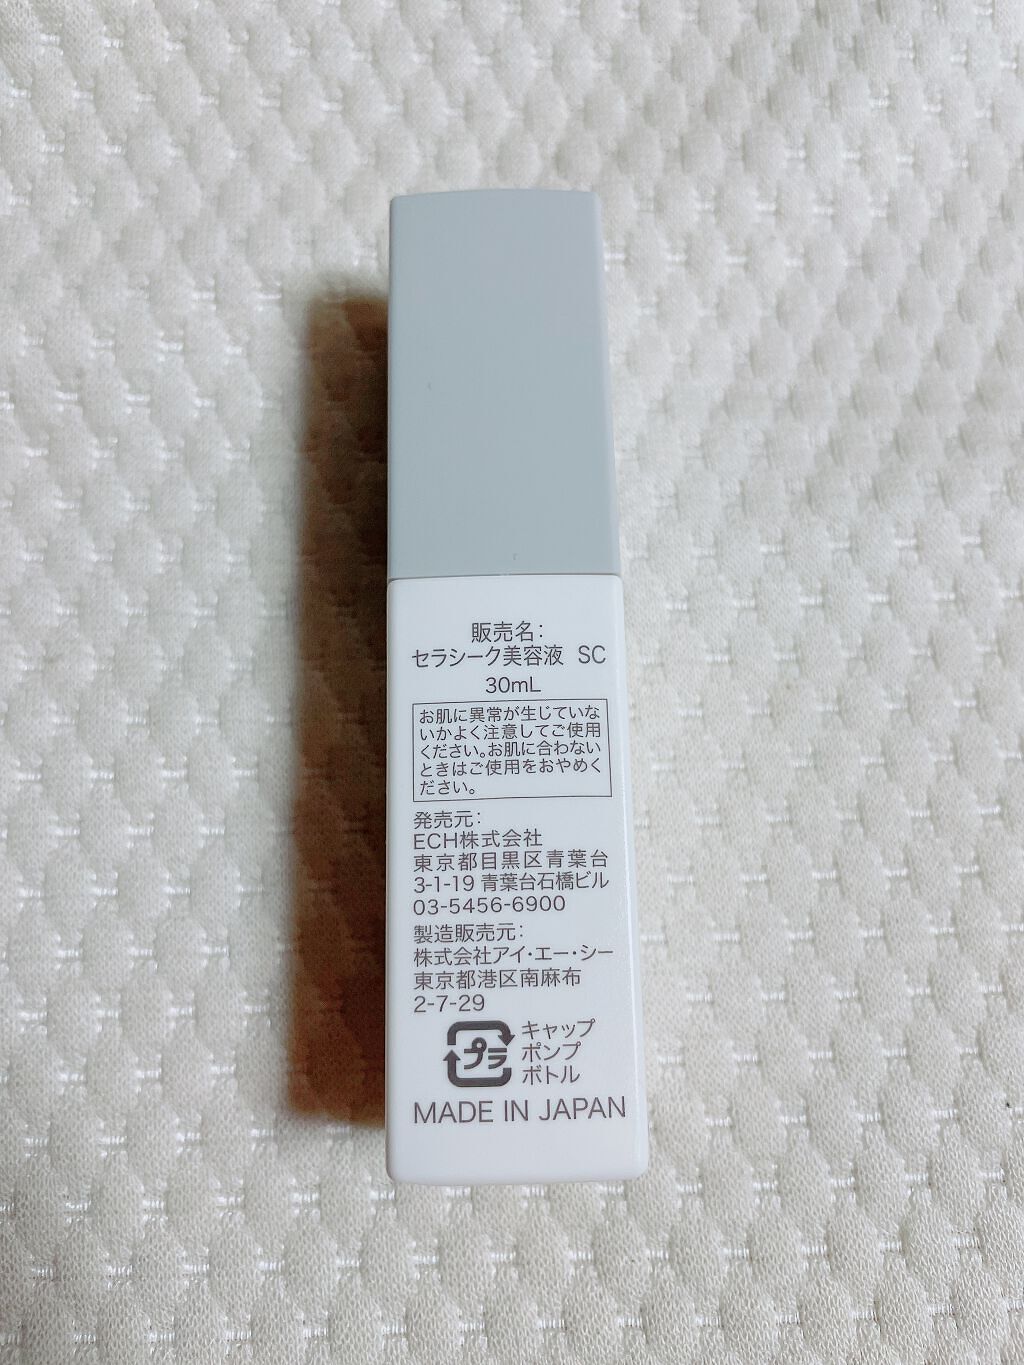 販売名：
セラシーク美容液 SC
30mL
お肌に異常が生じていな
いかよく注意してご使用
ください。お肌に合わない
ときはご使用をおやめく
ださい。
発売元：
ECH株式会社
東京都目黒区青葉台
3-1-19 青葉台石橋ビル
03-5456-6900
製造販売元：
株式会社アイ・エー・シー
東京都港区南麻布
2-7-29
プラ
キャップ
ポンプ
ボトル
MADE IN JAPAN